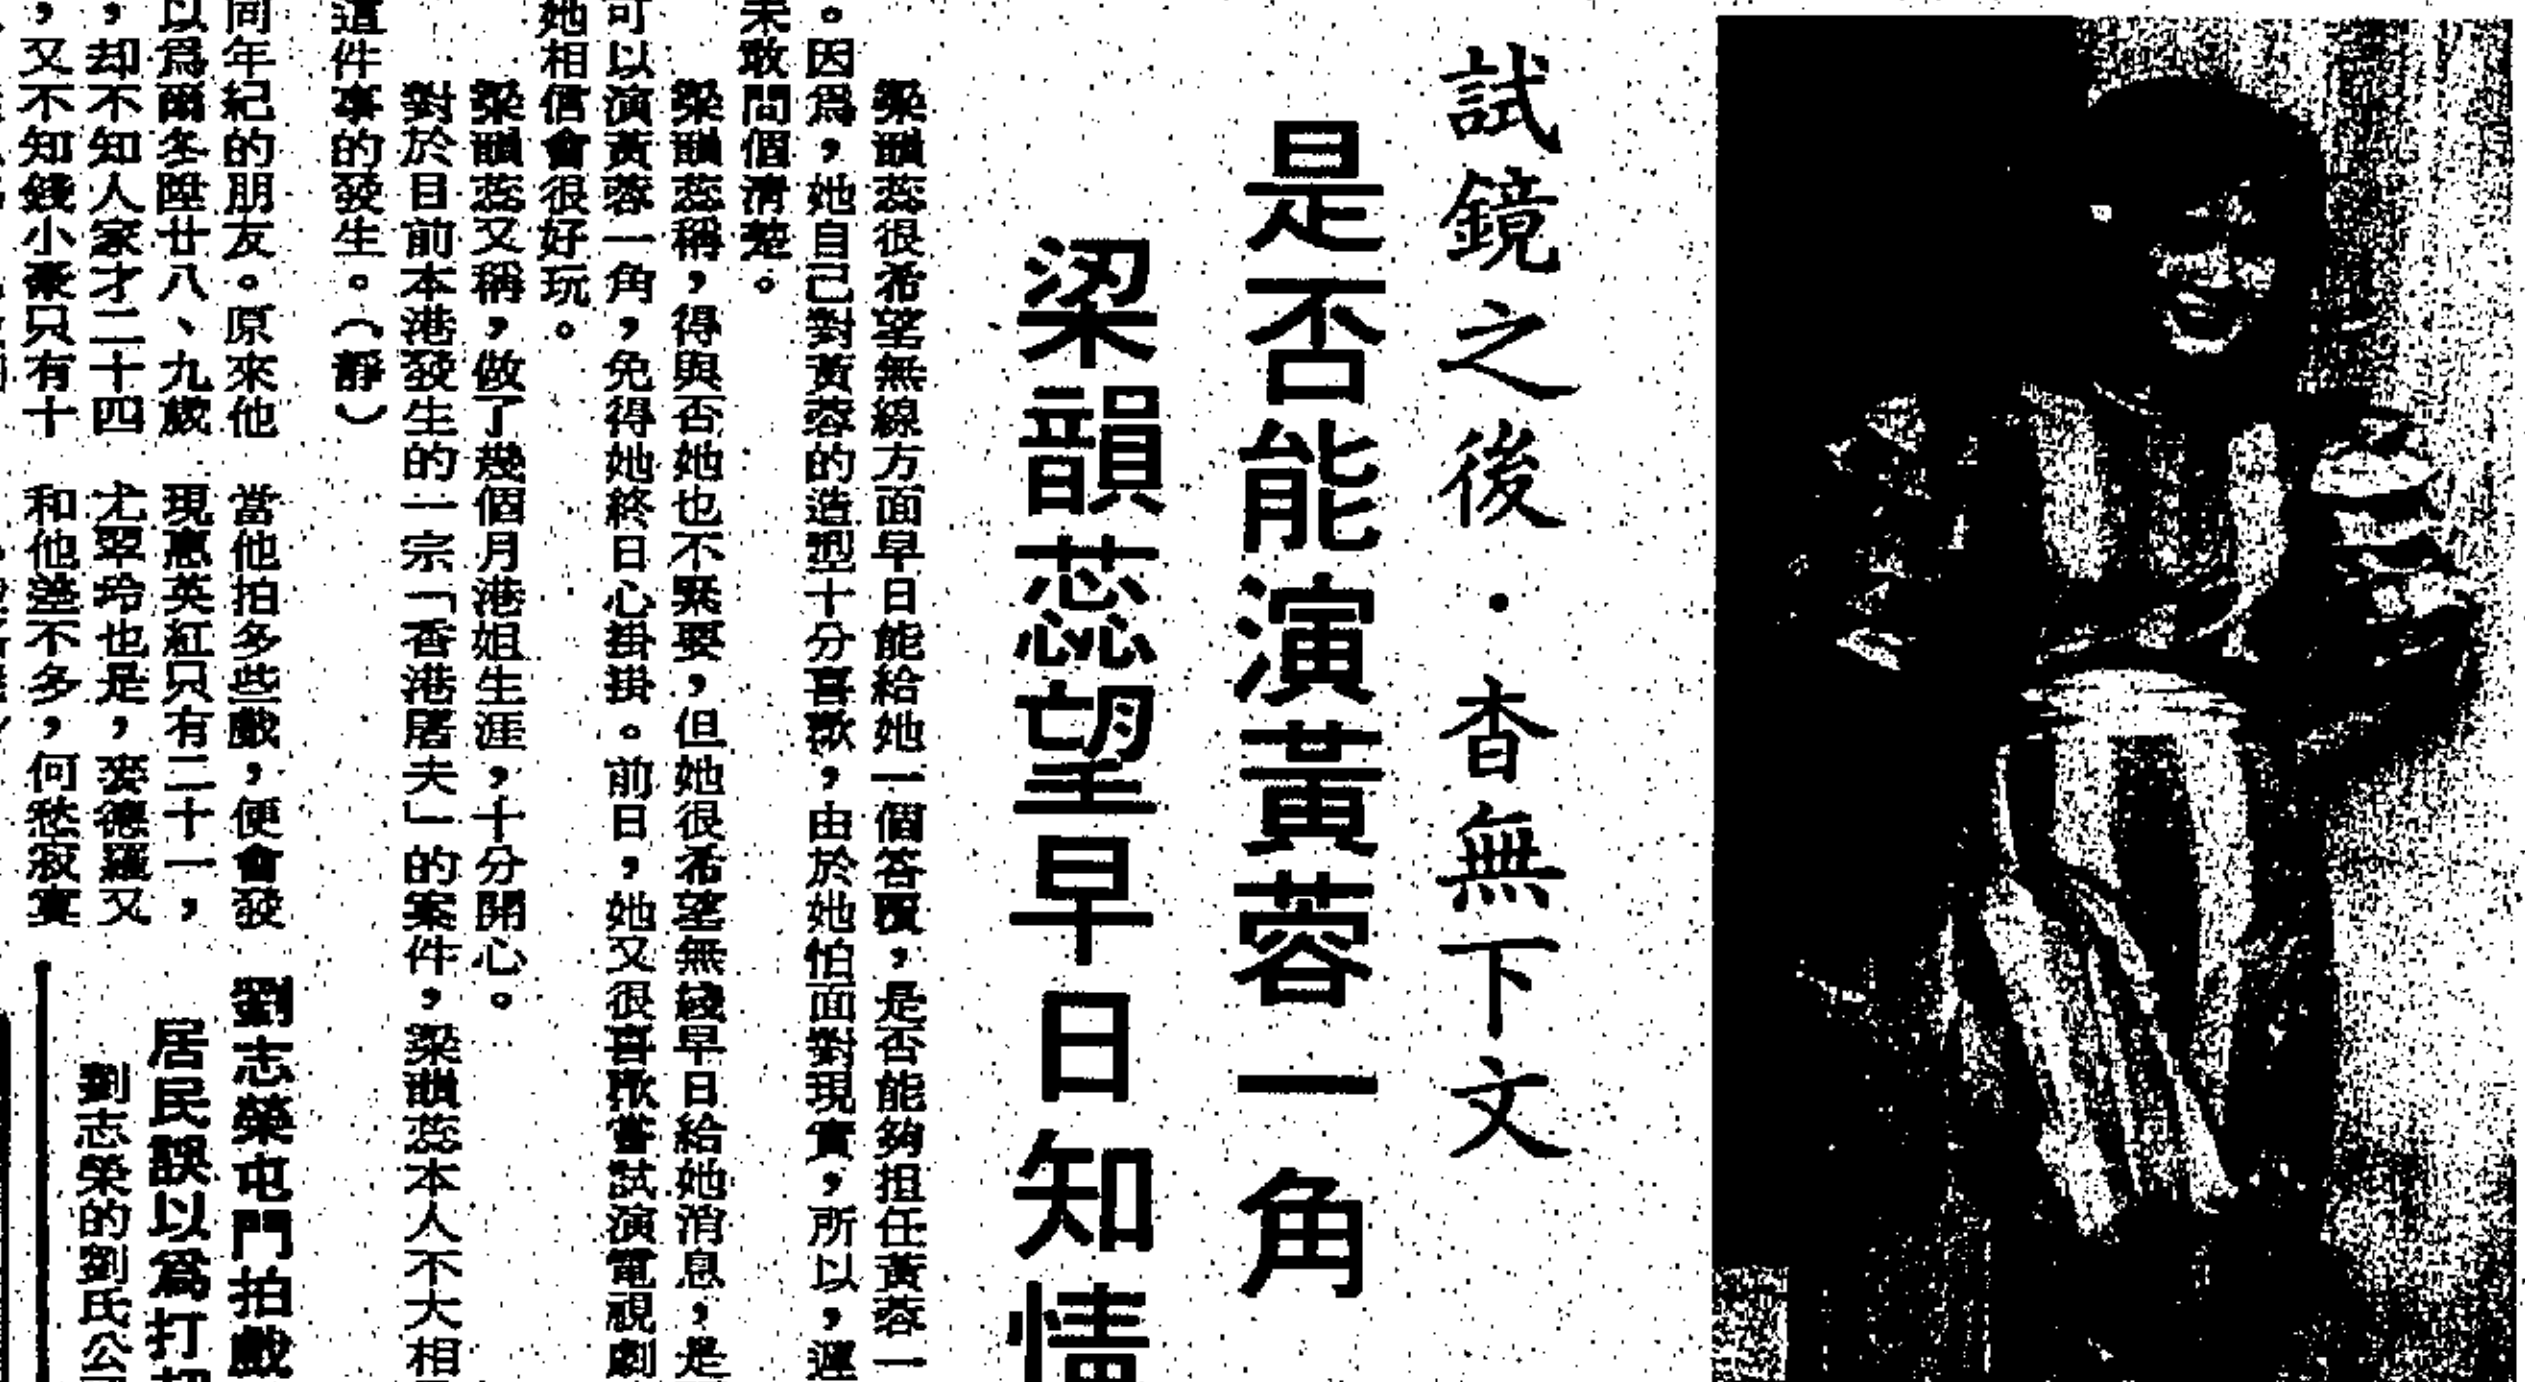 試鏡之後．杳無下文
是否能演黃蓉一角
梁韻蕊望早日知情
梁韻蕊很希望無線方面早日能給她一個答覆，是否能夠担任黃蓉一
。因爲，她自己對黃蓉的造型十分喜歡，由於她怕面對現實，所以，遲
未敢問個清楚。
梁韻蕊稱，得與否她也不緊要，但她很希望無綫早日給她消息，是
可以演黃蓉一角，免得她終日心掛掛。前日，她又很喜歡嘗試演電視劇
她相信會很好玩。
梁韻蕊又稱，做了幾個月港姐生涯，十分開心。
對於目前本港發生的一宗「香港屠夫」的案件，梁韻蕊本人不大相
這件事的發生。（靜）
同年紀的朋友。原來他
以爲爾冬陞廿八、九歲
，却不知人家才二十四
，又不知錢小豪只有十
當他拍多些戲，便會發
現惠英紅只有二十一，
尤翠玲也是，麥德羅又
和他差不多，何愁寂寞
劉志榮屯門拍戲
居民誤以爲打
劉志榮的劉氏公